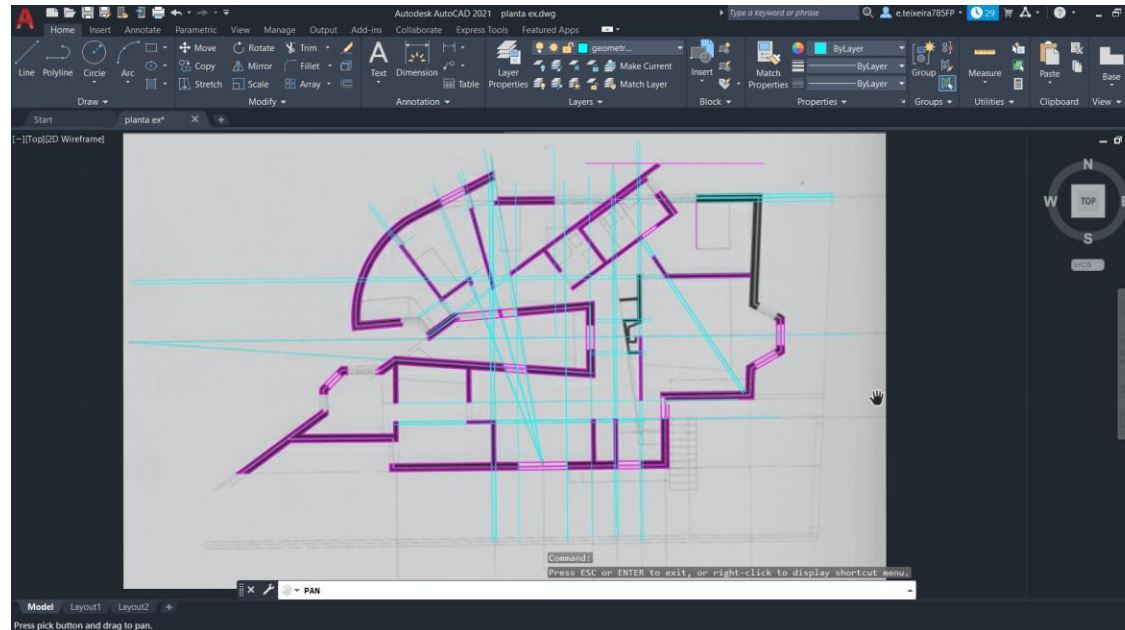 Autodesk AutoCAD 2021 planta ex.dwg
Type a keyword or phrase
e.teixeira785FP
29
Home Insert Annotate Parametric View Manage Output Add-ins Collaborate Express Tools Featured Apps
Line Polyline Circle Arc
Move Rotate Trim
Copy Mirror Fillet
Stretch Scale Array
Text Dimension Table
Layer Properties
geometr...
Make Current
Match Layer
Insert
Match Properties
ByLayer
ByLayer
ByLayer
Group Measure Paste Base
Draw Modify Annotation Layers Block Properties Groups Utilities Clipboard View
Start planta ex*
[-][Top][2D Wireframe]
N
W TOP E
S
WCS
Command:
Press ESC or ENTER to exit, or right-click to display shortcut menu.
PAN
Model Layout1 Layout2
Press pick button and drag to pan.